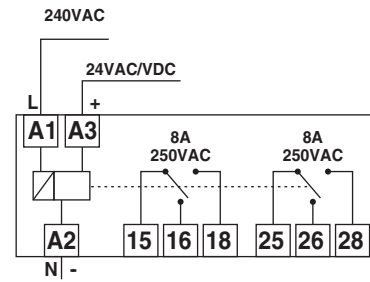 240VAC
24VAC/VDC
L +
A1 A3
8A 8A
250VAC 250VAC
A2 15 16 18 25 26 28
N -